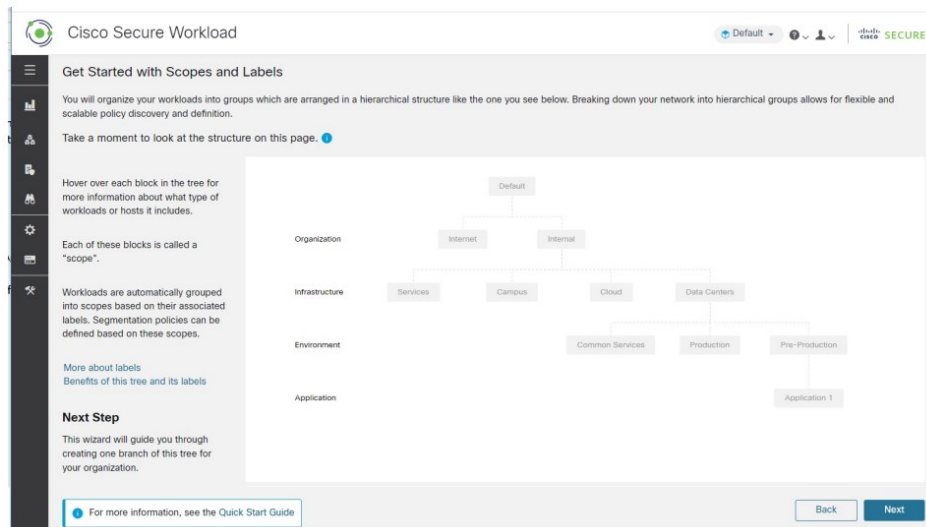 Cisco Secure Workload
Default
CISCO SECURE
Get Started with Scopes and Labels
You will organize your workloads into groups which are arranged in a hierarchical structure like the one you see below. Breaking down your network into hierarchical groups allows for flexible and
scalable policy discovery and definition.
Take a moment to look at the structure on this page.
Hover over each block in the tree for
more information about what type of
workloads or hosts it includes.
Each of these blocks is called a
"scope".
Workloads are automatically grouped
into scopes based on their associated
labels. Segmentation policies can be
defined based on these scopes.
More about labels
Benefits of this tree and its labels
Next Step
This wizard will guide you through
creating one branch of this tree for
your organization.
Default
Organization Internet Internal
Infrastructure Services Campus Cloud Data Centers
Environment Common Services Production Pre-Production
Application Application 1
For more information, see the Quick Start Guide
Back Next